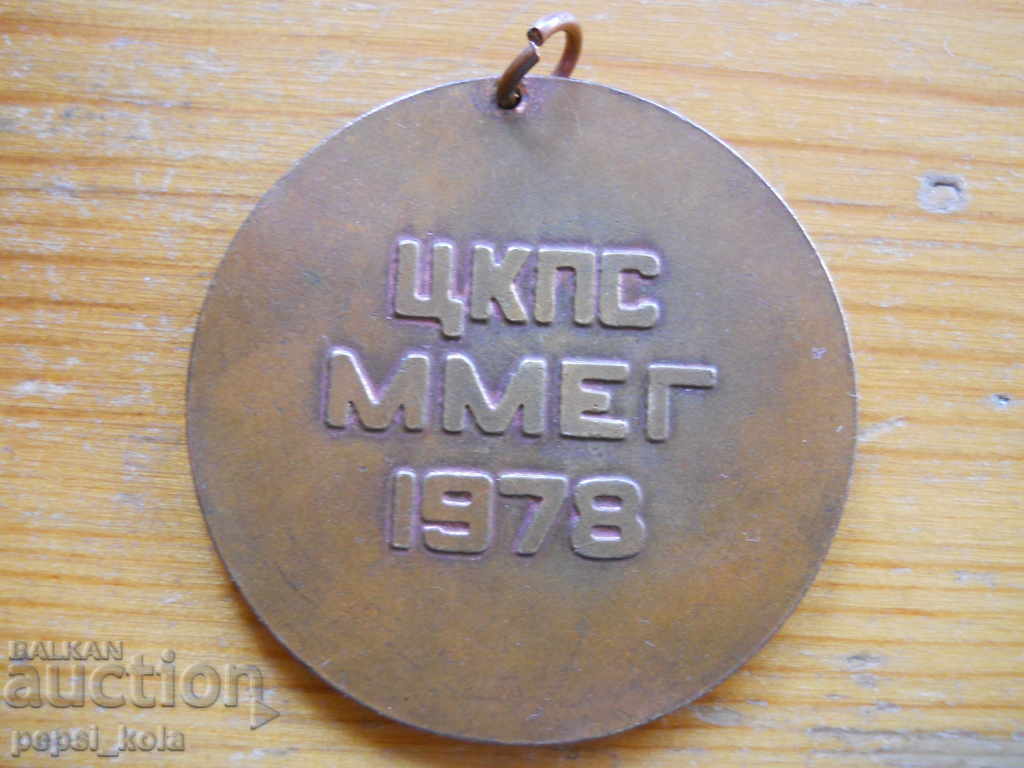 ЦКПС
ММЕГ
1978
BALKAN
auction
pepsi_kola